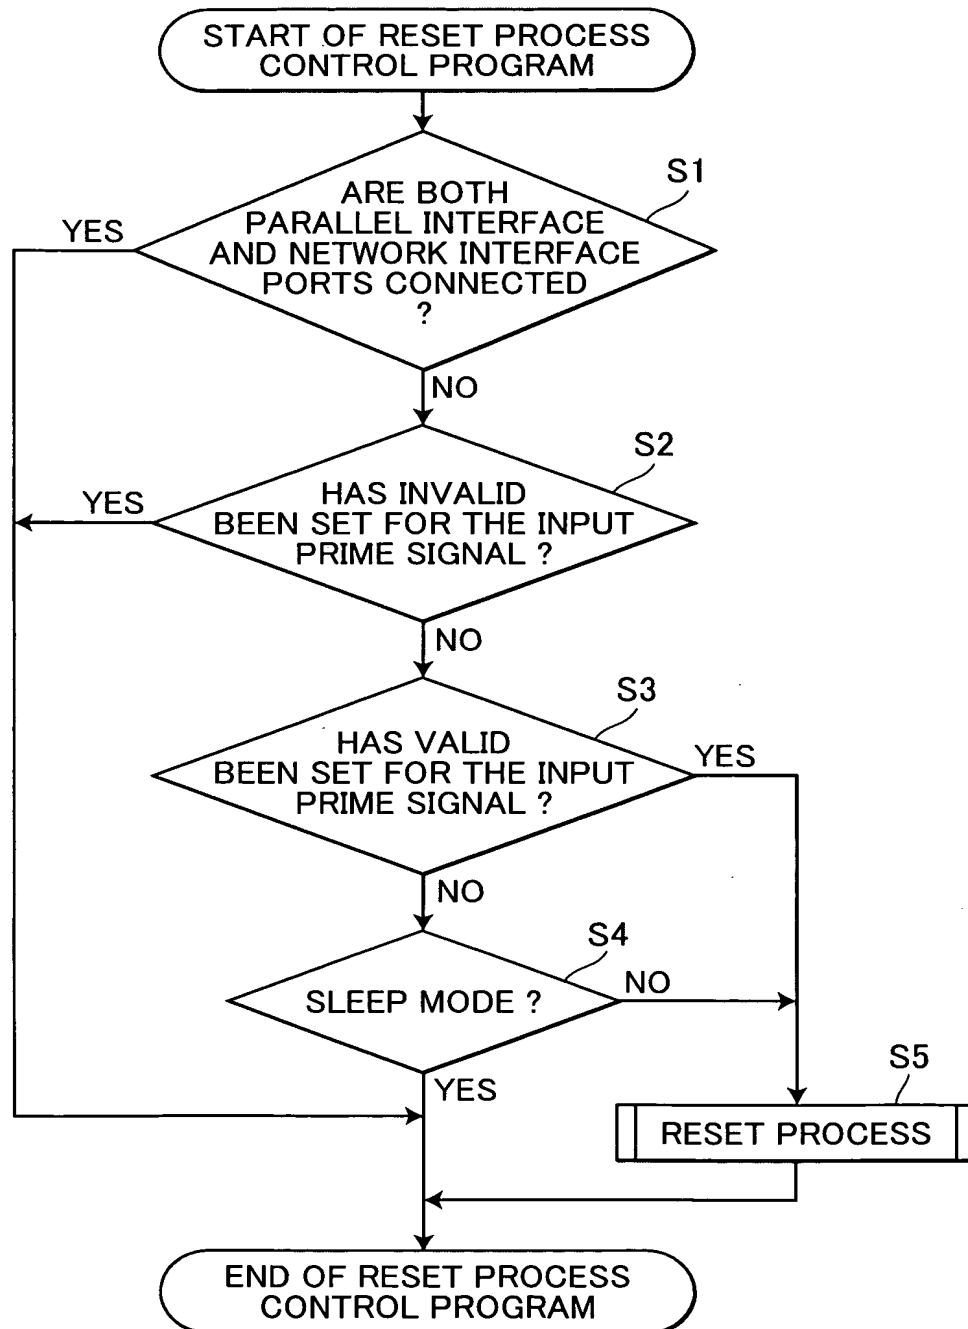 START OF RESET PROCESS
CONTROL PROGRAM
S1
ARE BOTH
PARALLEL INTERFACE
AND NETWORK INTERFACE
PORTS CONNECTED
?
YES
NO
S2
HAS INVALID
BEEN SET FOR THE INPUT
PRIME SIGNAL ?
YES
NO
S3
HAS VALID
BEEN SET FOR THE INPUT
PRIME SIGNAL ?
YES
NO
S4
SLEEP MODE ?
NO
YES
S5
RESET PROCESS
END OF RESET PROCESS
CONTROL PROGRAM